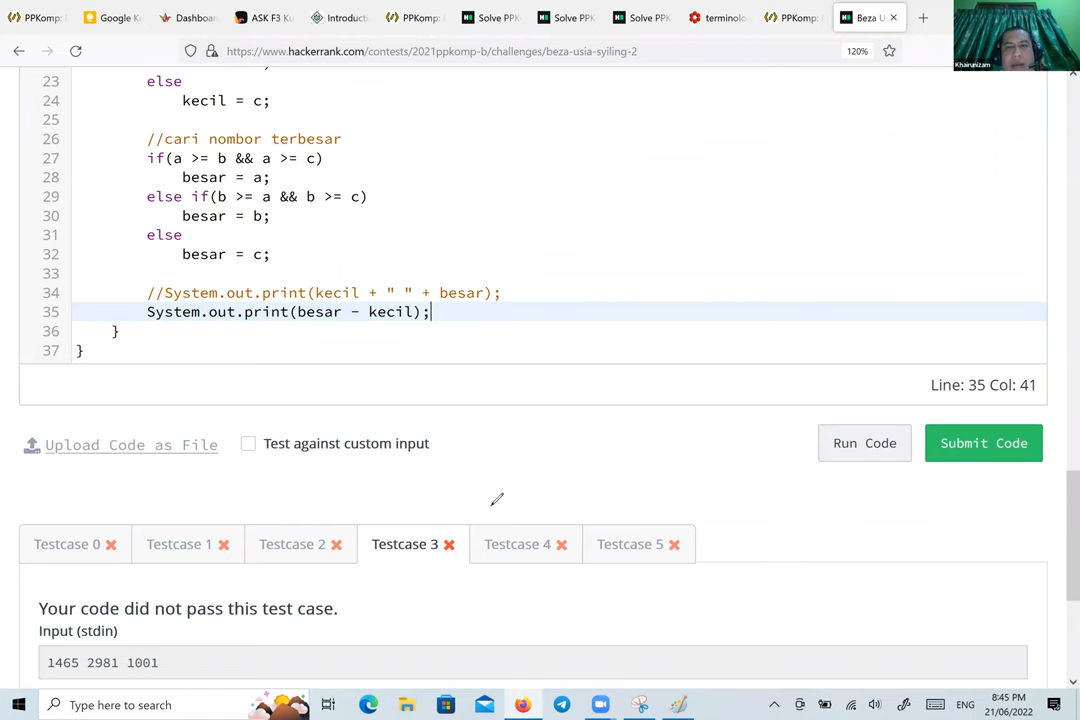 PPKomp:
Google Ka
Dashboar
ASK F3 Ku
Introducti
PPKomp:
Solve PPK
Solve PPK
Solve PPK
terminolo
PPKomp:
Beza U
https://www.hackerrank.com/contests/2021ppkomp-b/challenges/beza-usia-syiling-2
120%
Khairunizam
23 else
24 kecil = c;
25
26 //cari nombor terbesar
27 if(a >= b && a >= c)
28 besar = a;
29 else if(b >= a && b >= c)
30 besar = b;
31 else
32 besar = c;
33
34 //System.out.print(kecil + " " + besar);
35 System.out.print(besar - kecil);
36 }
37 }
Line: 35 Col: 41
Upload Code as File
Test against custom input
Run Code
Submit Code
Testcase 0
Testcase 1
Testcase 2
Testcase 3
Testcase 4
Testcase 5
Your code did not pass this test case.
Input (stdin)
1465 2981 1001
Type here to search
ENG
8:45 PM
21/06/2022